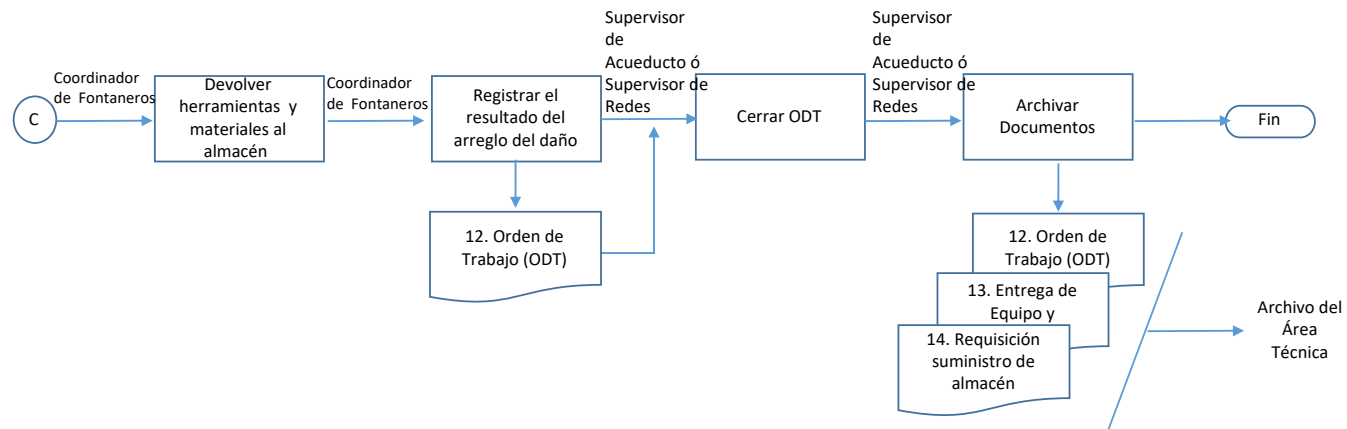 C
Coordinador
de Fontaneros
Devolver
herramientas y
materiales al
almacén
Coordinador
de Fontaneros
Registrar el
resultado del
arreglo del daño
12. Orden de
Trabajo (ODT)
Supervisor
de
Acueducto ó
Supervisor de
Redes
Cerrar ODT
Supervisor
de
Acueducto ó
Supervisor de
Redes
Archivar
Documentos
Fin
12. Orden de
Trabajo (ODT)
13. Entrega de
Equipo y
14. Requisición
suministro de
almacén
Archivo del
Área
Técnica